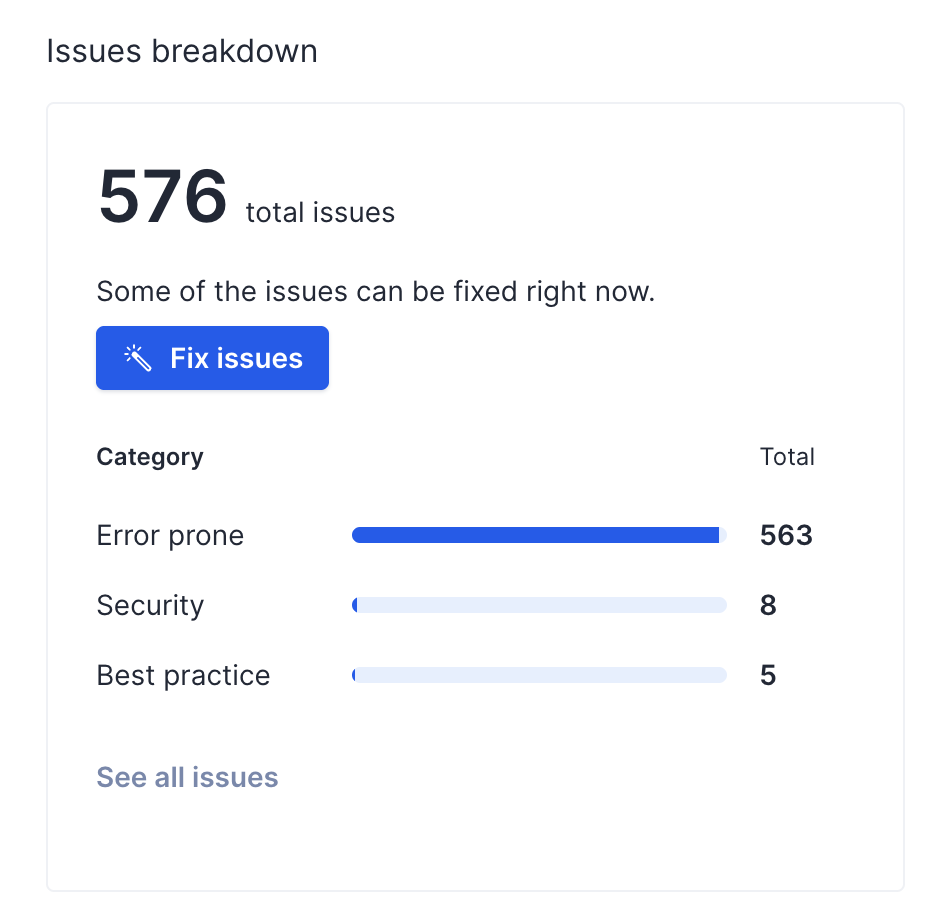 Issues breakdown
576 total issues
Some of the issues can be fixed right now.
Fix issues
Category Total
Error prone 563
Security 8
Best practice 5
See all issues